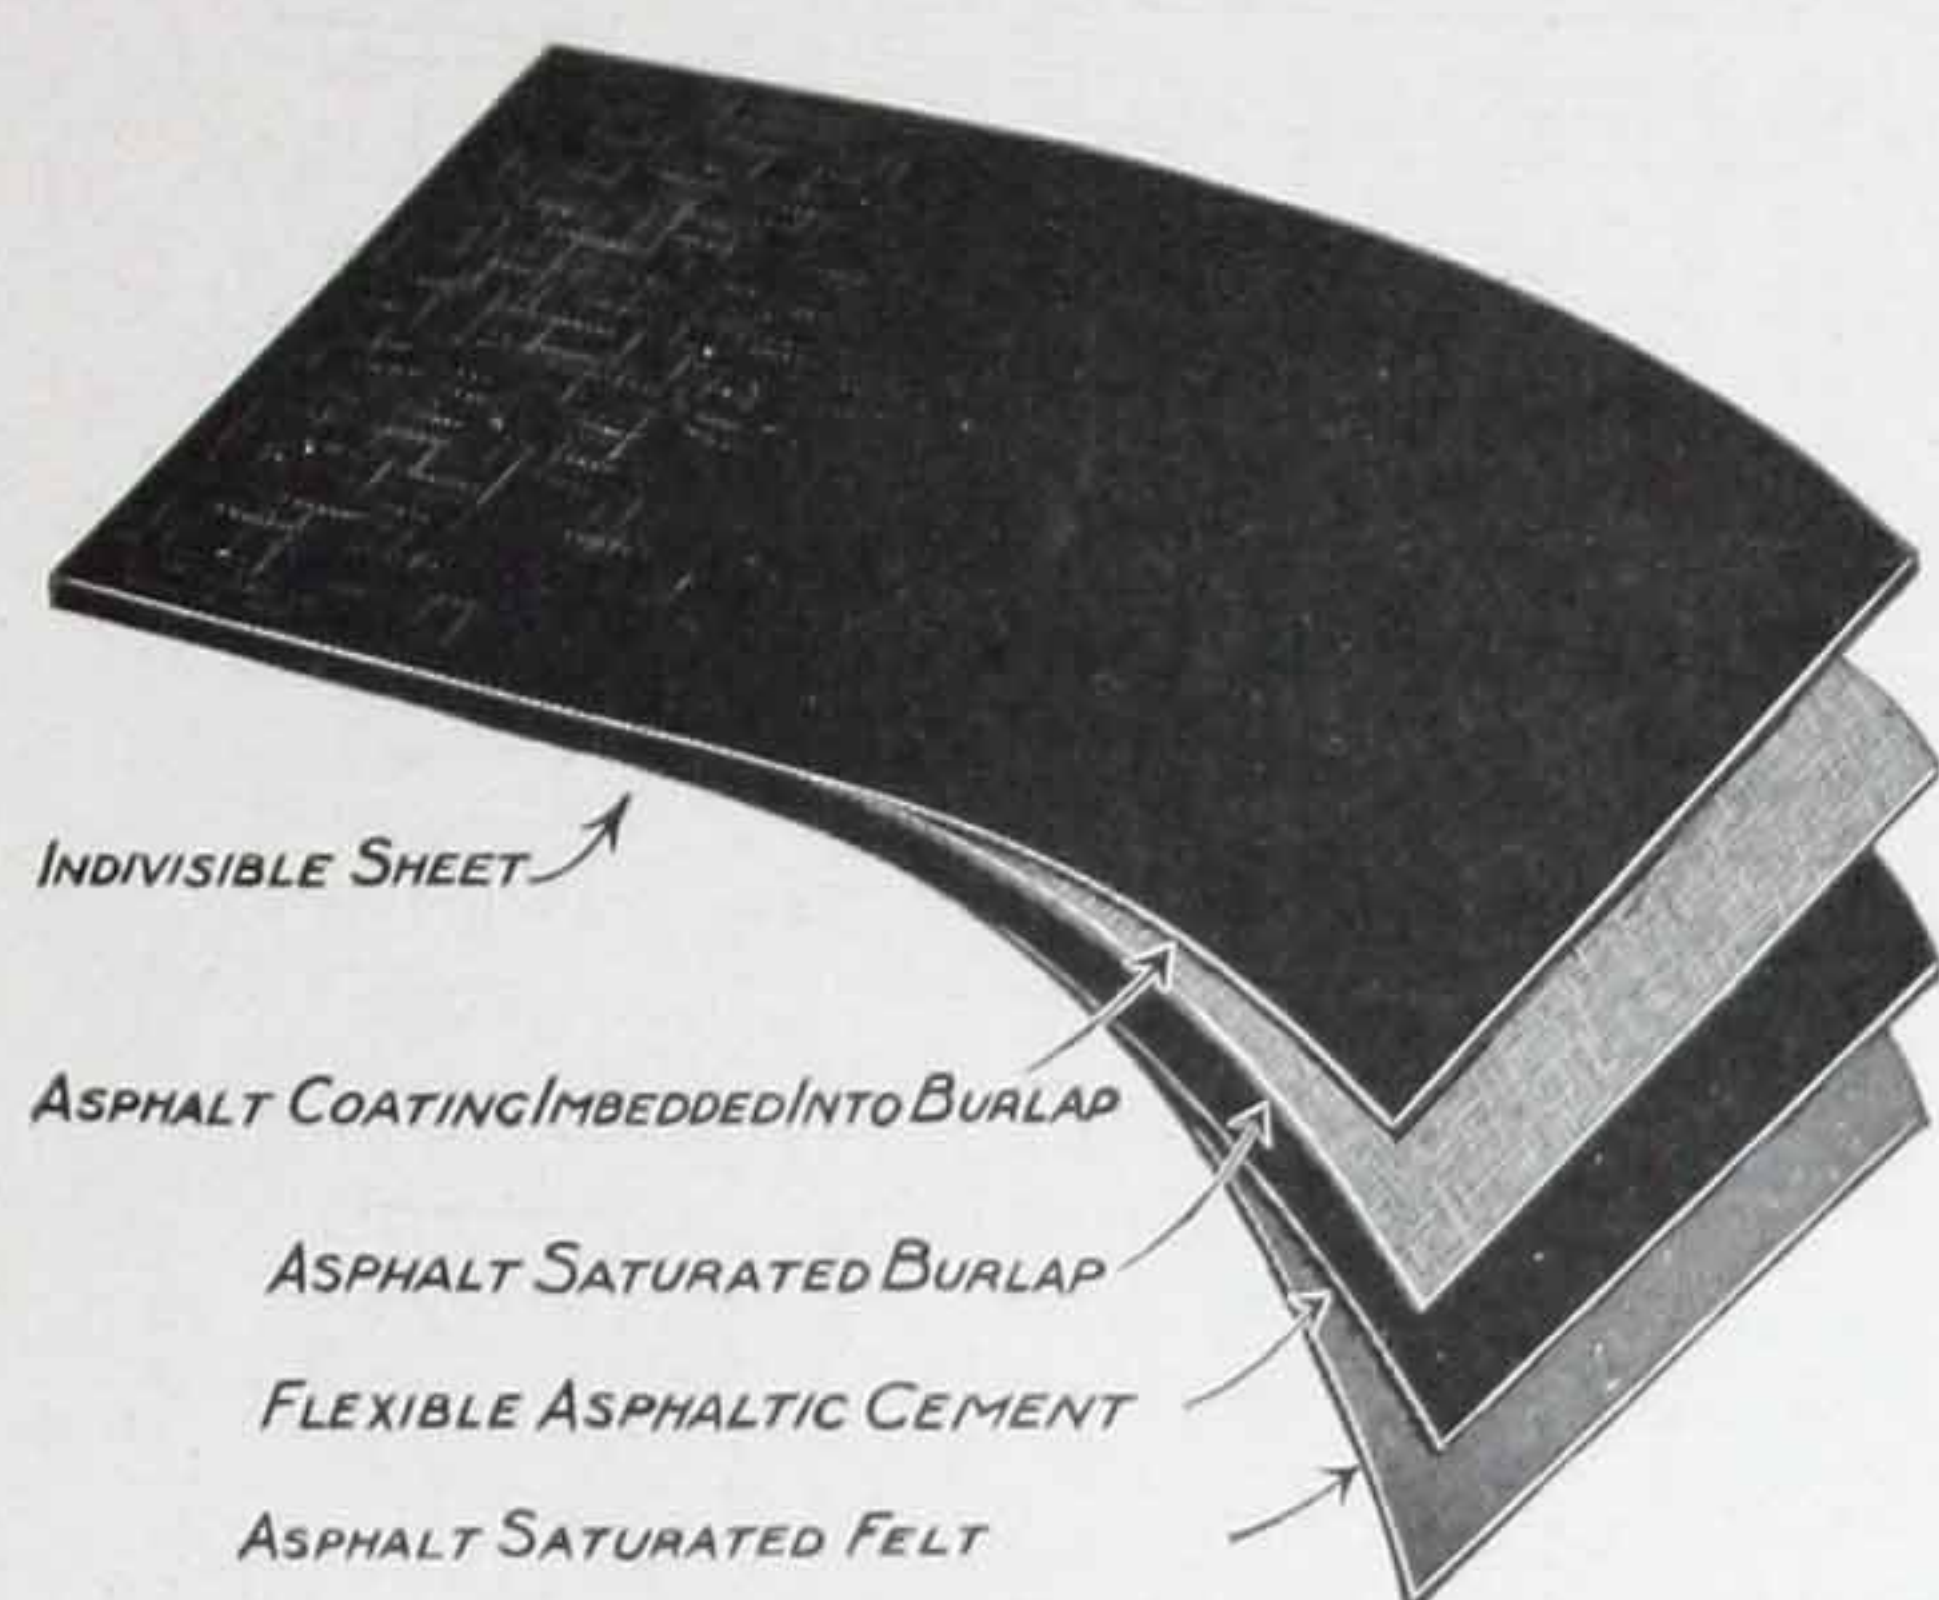 INDIVISIBLE SHEET
ASPHALT COATING IMBEDDED INTO BURLAP
ASPHALT SATURATED BURLAP
FLEXIBLE ASPHALTIC CEMENT
ASPHALT SATURATED FELT